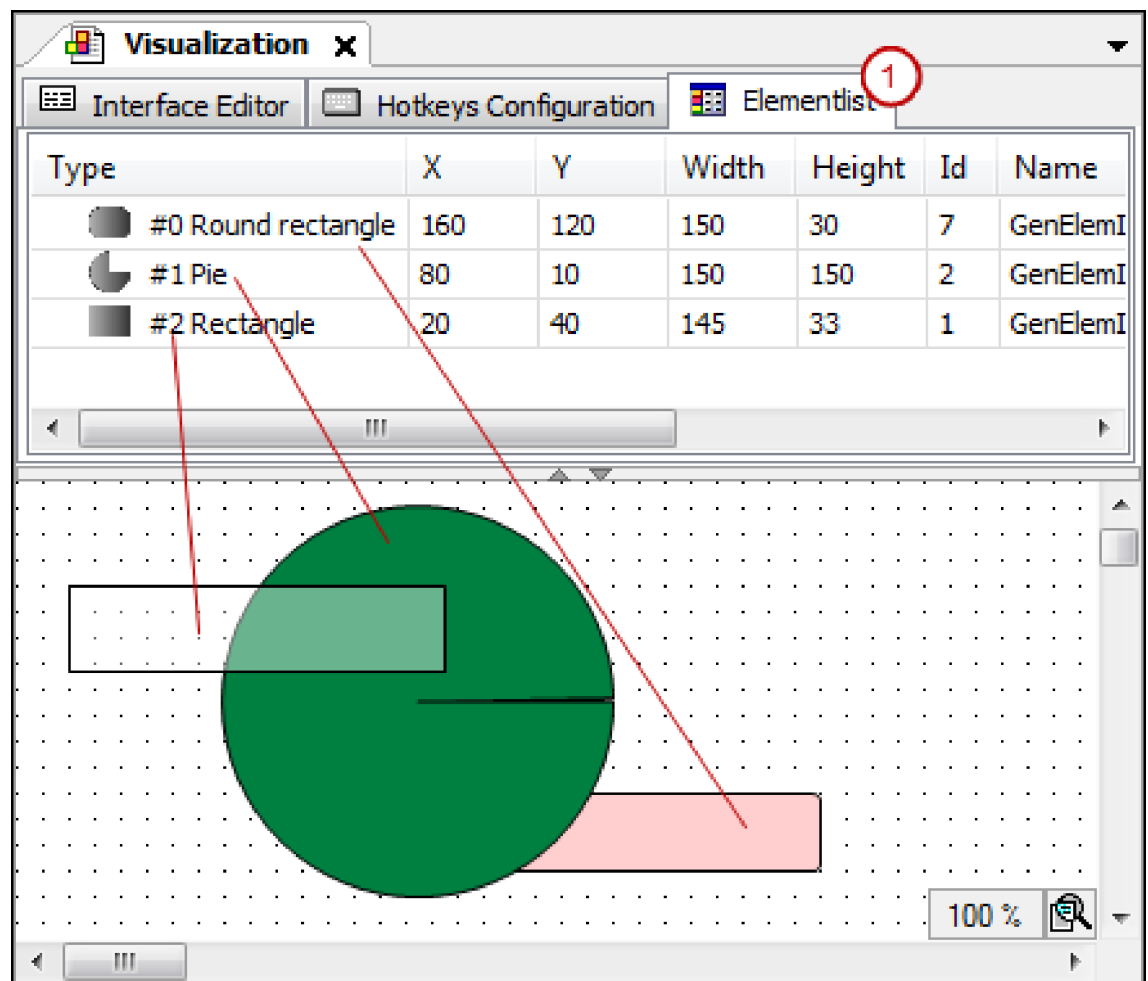 Visualization
1
Interface Editor Hotkeys Configuration Elementlist
Type X Y Width Height Id Name
#0 Round rectangle 160 120 150 30 7 GenElemI
#1 Pie 80 10 150 150 2 GenElemI
#2 Rectangle 20 40 145 33 1 GenElemI
100 %